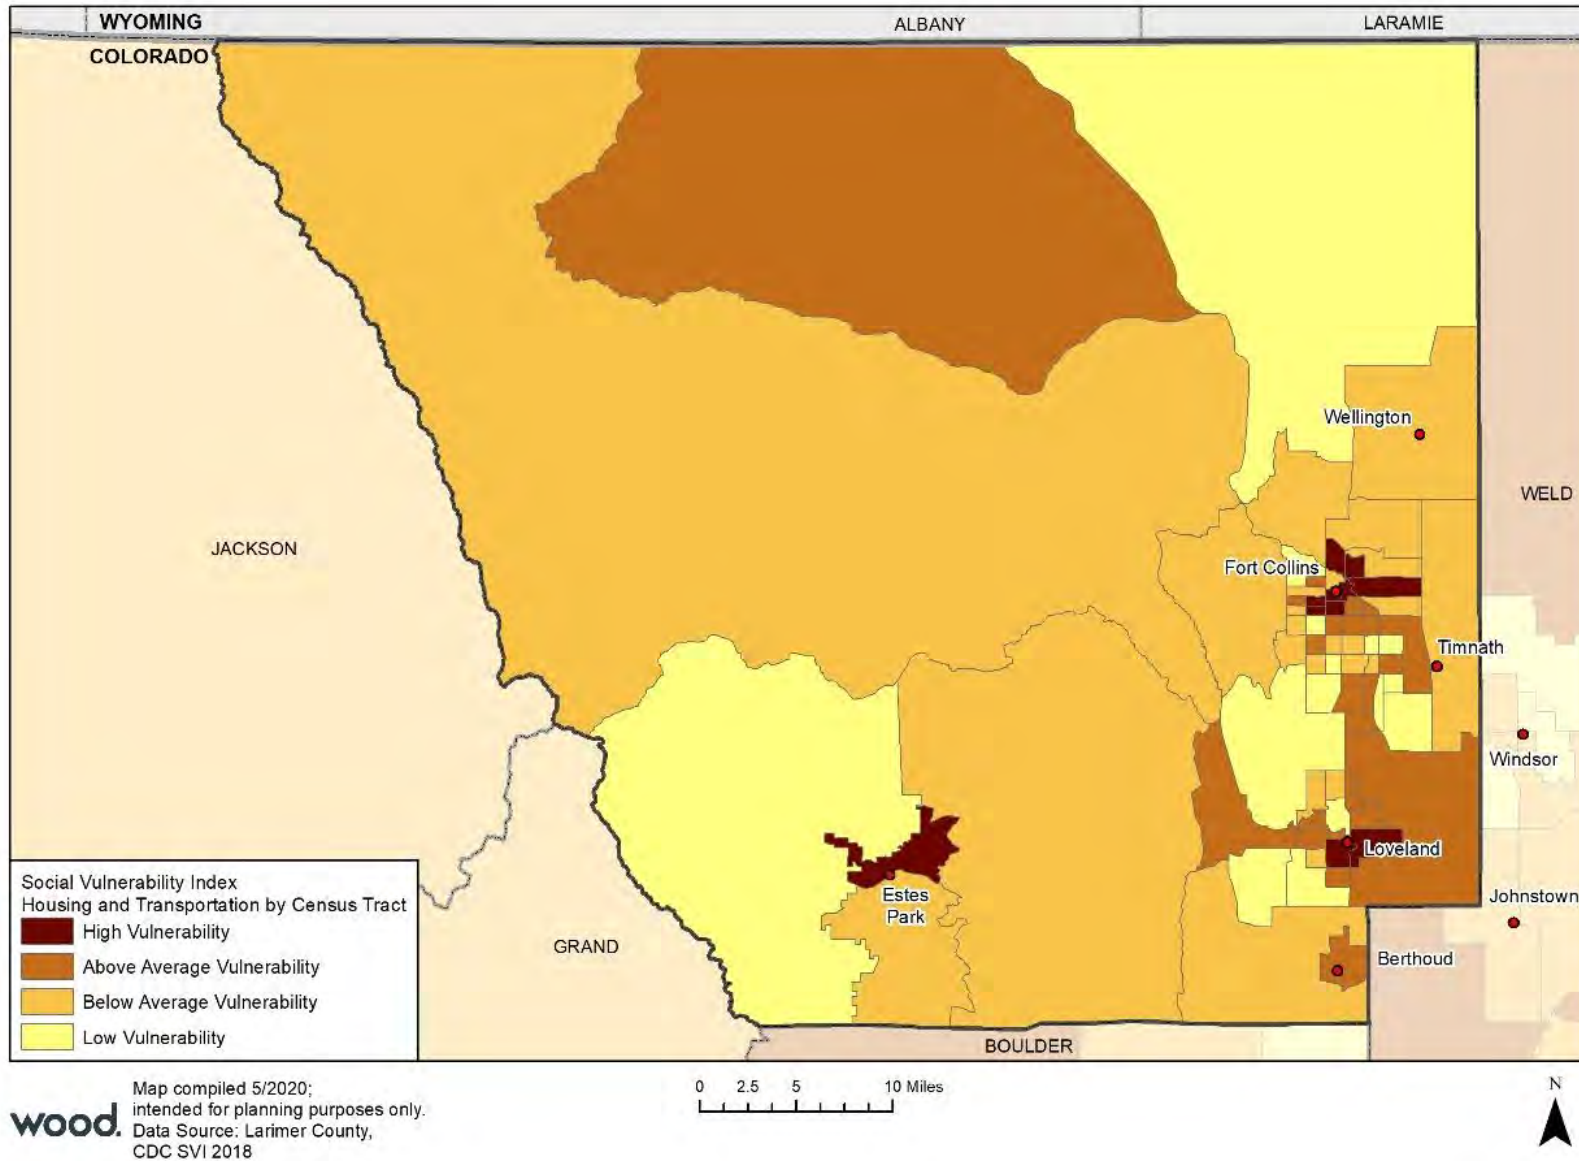 WYOMING
ALBANY
LARAMIE
COLORADO
Wellington
WELD
JACKSON
Fort Collins
Timnath
Windsor
Loveland
Estes
Park
Johnstown
GRAND
Berthoud
BOULDER
Social Vulnerability Index
Housing and Transportation by Census Tract
High Vulnerability
Above Average Vulnerability
Below Average Vulnerability
Low Vulnerability
wood.
Map compiled 5/2020;
intended for planning purposes only.
Data Source: Larimer County,
CDC SVI 2018
0 2.5 5 10 Miles
N